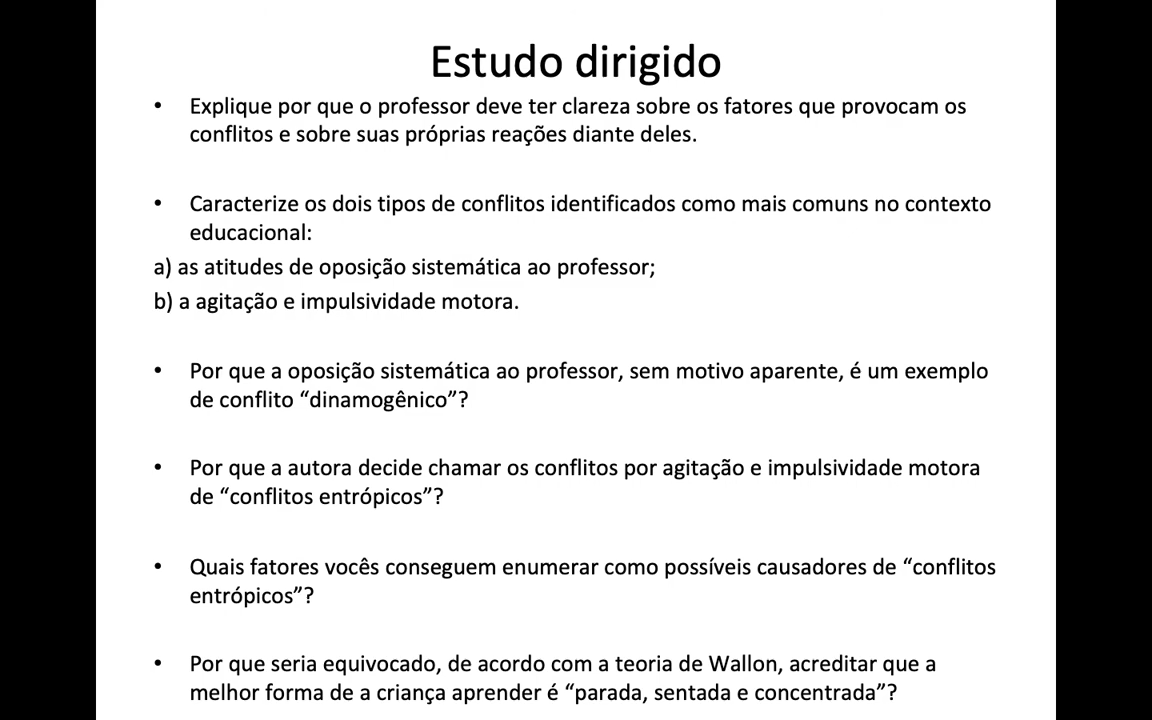 Estudo dirigido
• Explique por que o professor deve ter clareza sobre os fatores que provocam os
conflitos e sobre suas próprias reações diante deles.
• Caracterize os dois tipos de conflitos identificados como mais comuns no contexto
educacional:
a) as atitudes de oposição sistemática ao professor;
b) a agitação e impulsividade motora.
• Por que a oposição sistemática ao professor, sem motivo aparente, é um exemplo
de conflito “dinamogênico”?
• Por que a autora decide chamar os conflitos por agitação e impulsividade motora
de “conflitos entrópicos”?
• Quais fatores vocês conseguem enumerar como possíveis causadores de “conflitos
entrópicos”?
• Por que seria equivocado, de acordo com a teoria de Wallon, acreditar que a
melhor forma de a criança aprender é “parada, sentada e concentrada”?